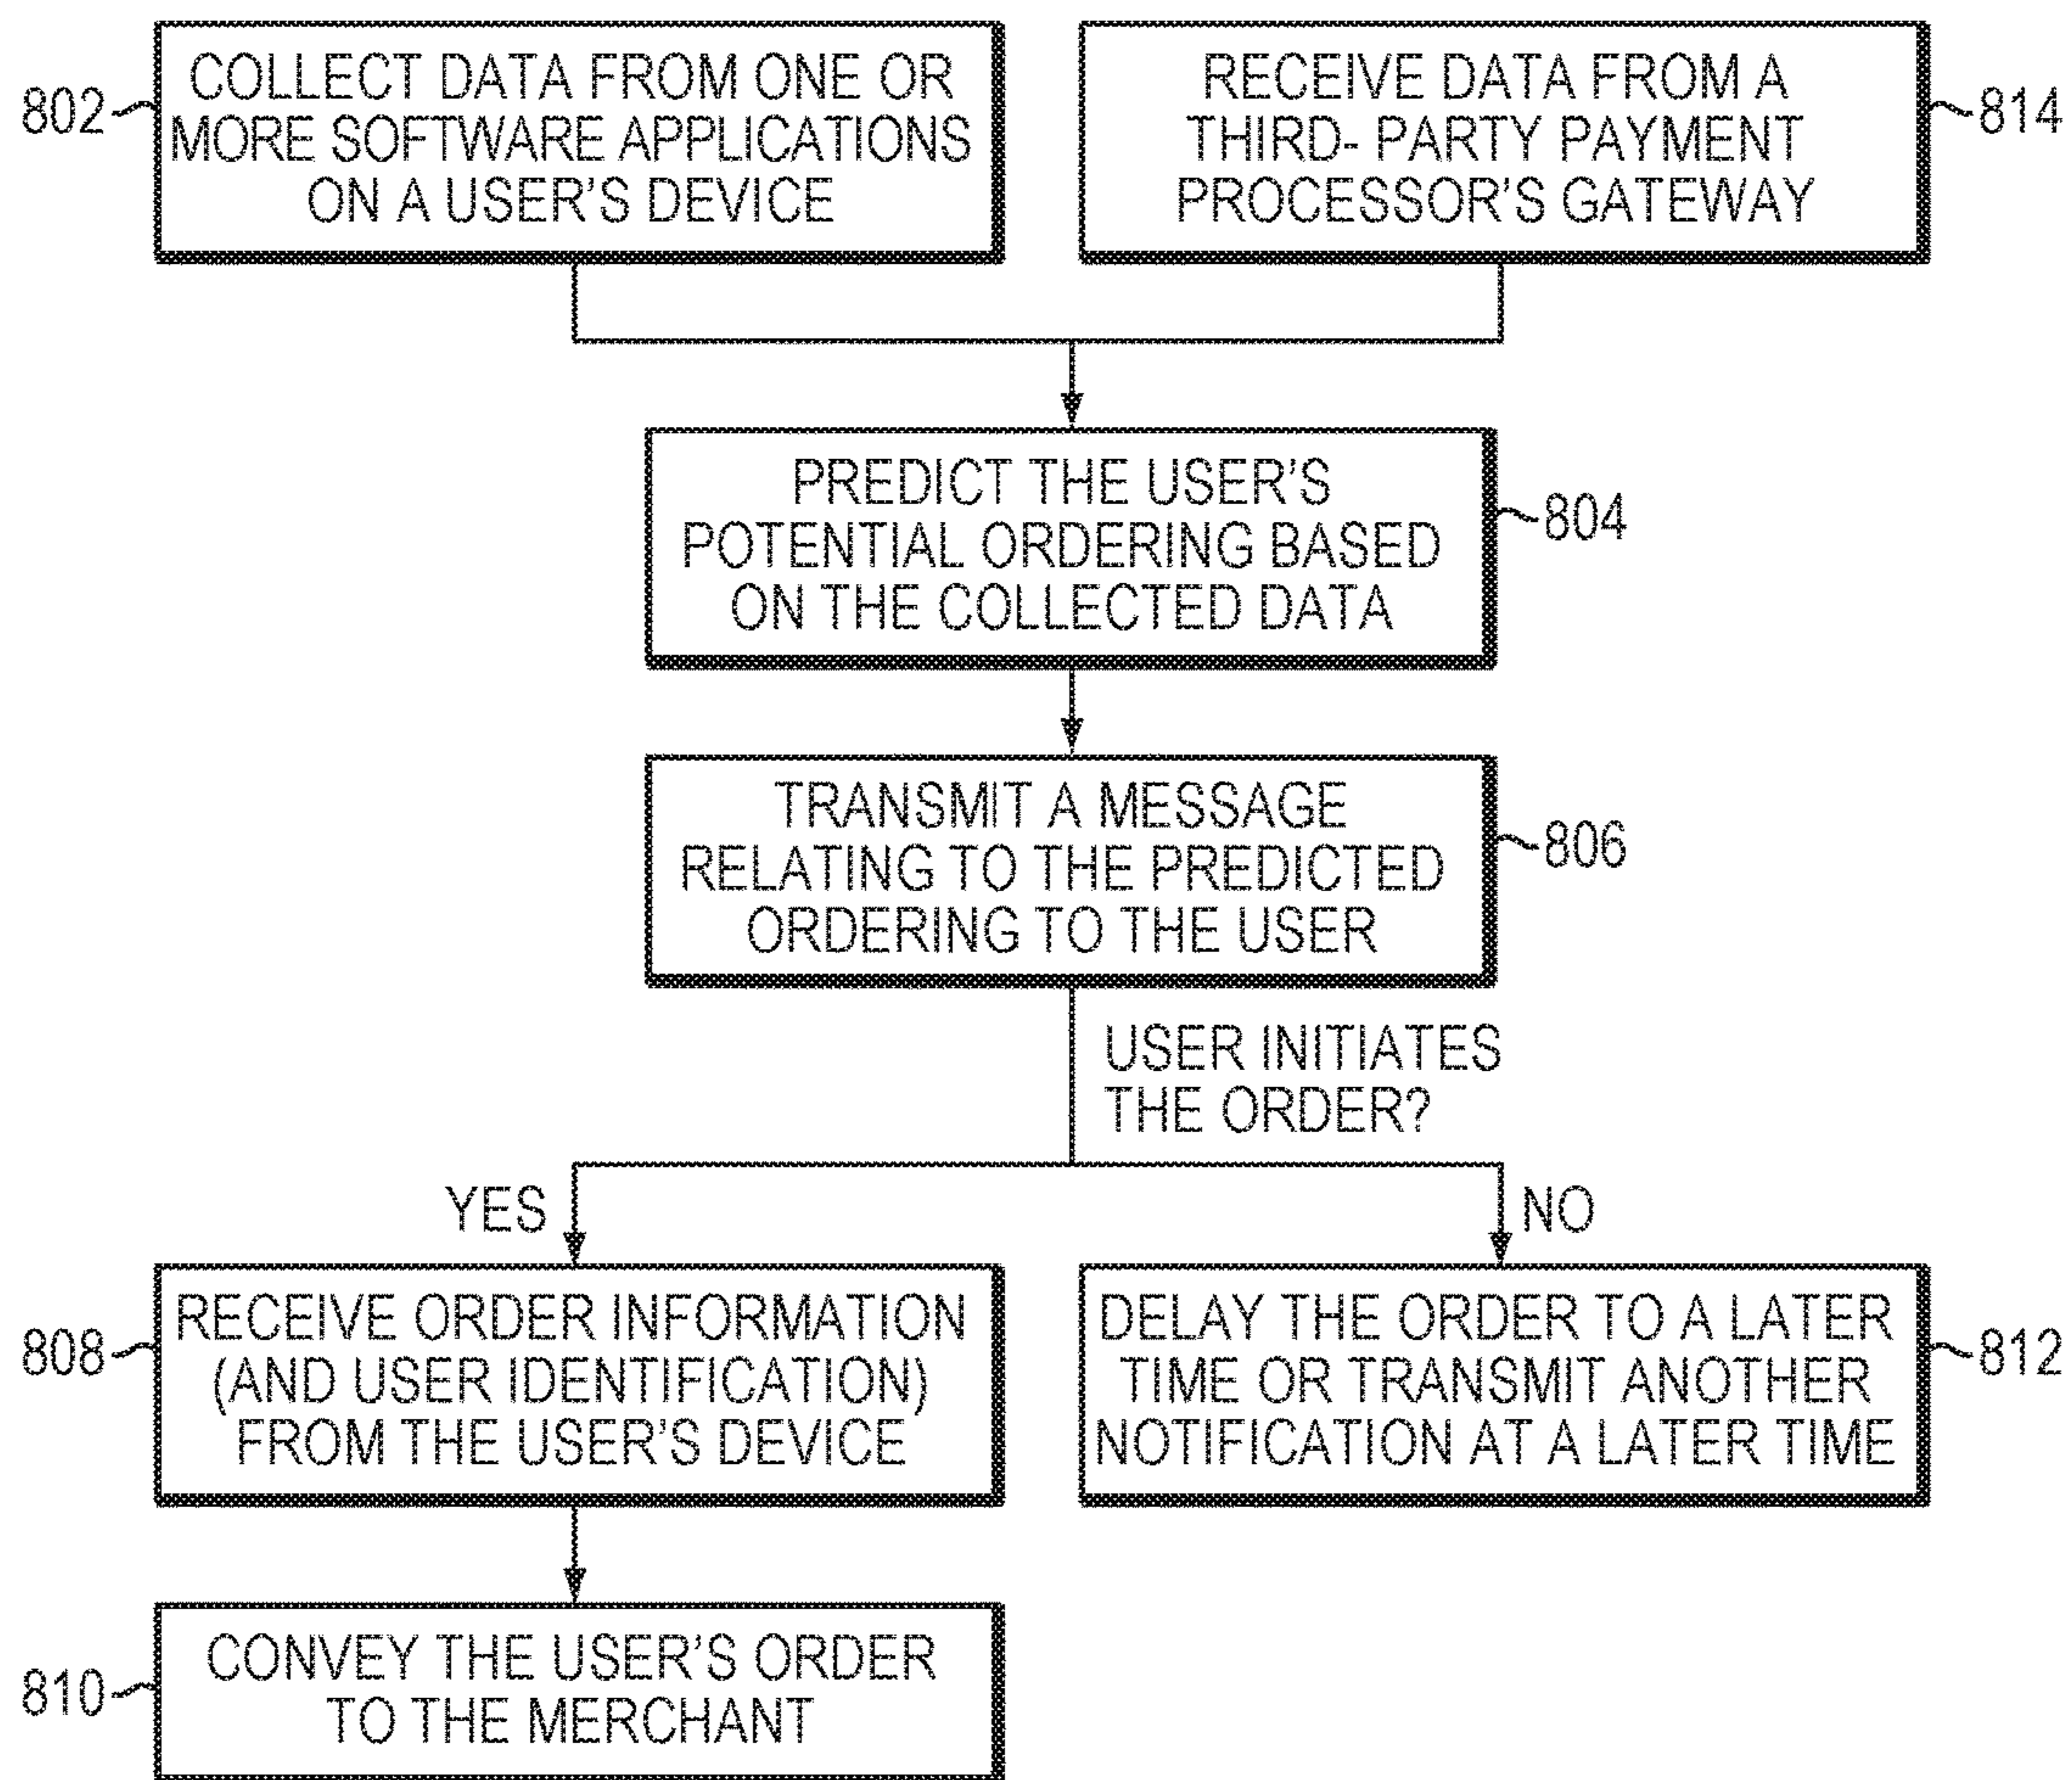 802
COLLECT DATA FROM ONE OR
MORE SOFTWARE APPLICATIONS
ON A USER'S DEVICE
RECEIVE DATA FROM A
THIRD- PARTY PAYMENT
PROCESSOR'S GATEWAY
814
PREDICT THE USER'S
POTENTIAL ORDERING BASED
ON THE COLLECTED DATA
804
TRANSMIT A MESSAGE
RELATING TO THE PREDICTED
ORDERING TO THE USER
806
USER INITIATES
THE ORDER?
YES
NO
808
RECEIVE ORDER INFORMATION
(AND USER IDENTIFICATION)
FROM THE USER'S DEVICE
DELAY THE ORDER TO A LATER
TIME OR TRANSMIT ANOTHER
NOTIFICATION AT A LATER TIME
812
810
CONVEY THE USER'S ORDER
TO THE MERCHANT